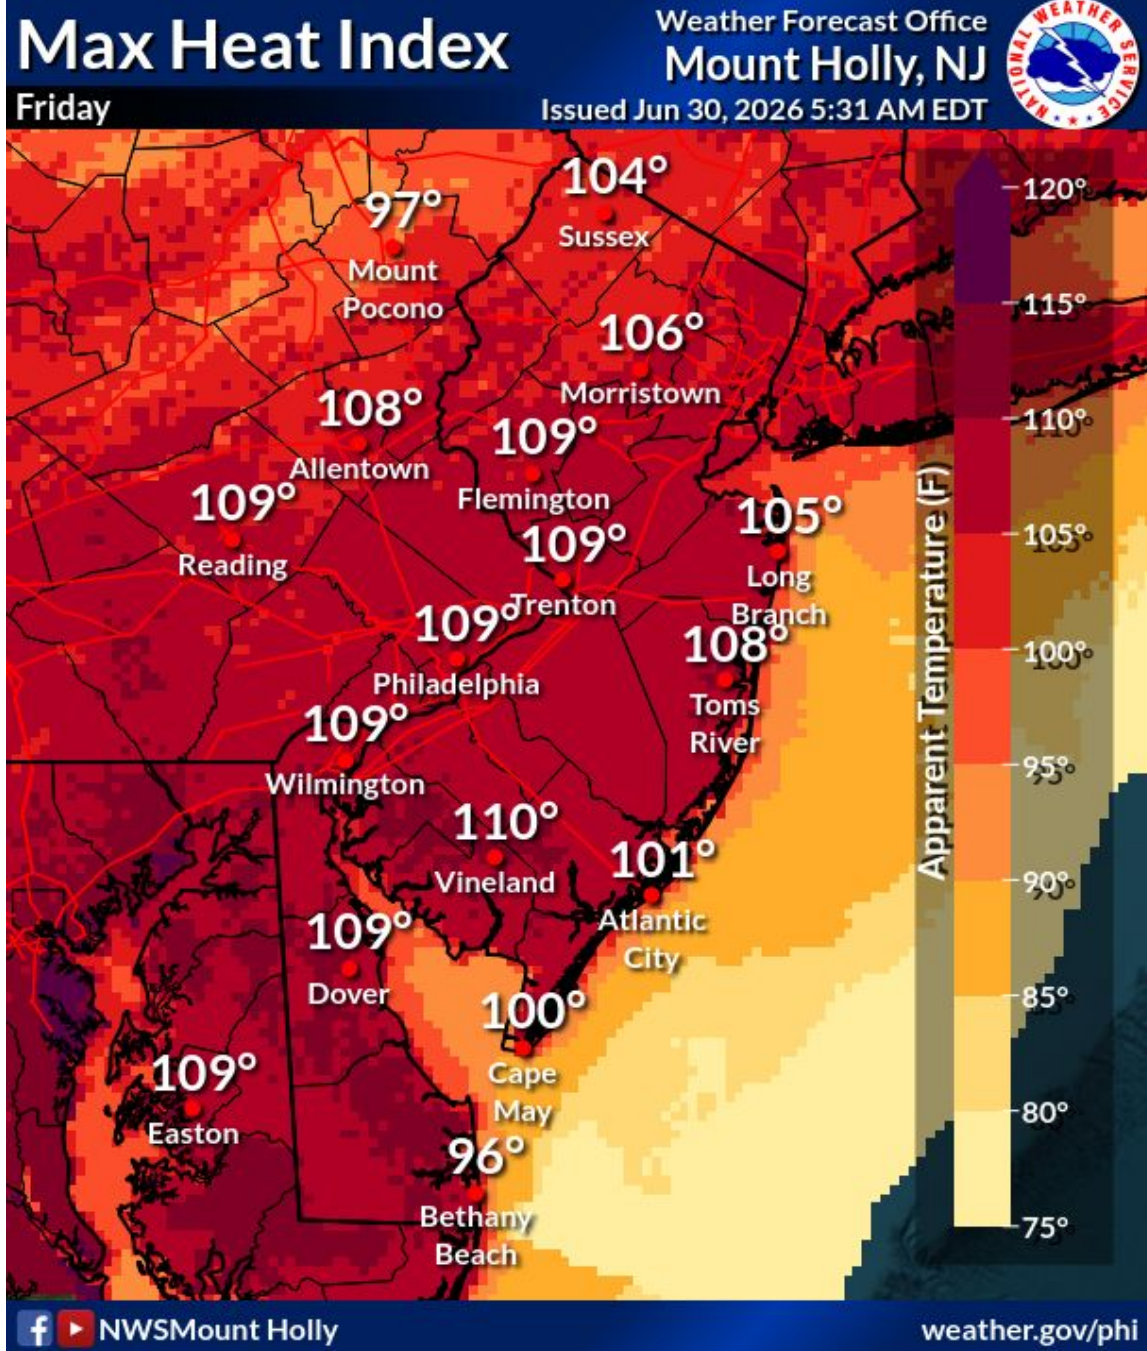 Max Heat Index
Weather Forecast Office
Mount Holly, NJ
Friday
Issued Jun 30, 2026 5:31 AM EDT
NATIONAL WEATHER SERVICE
97°
Mount
Pocono
104°
Sussex
106°
Morristown
108°
Allentown
109°
Flemington
109°
Reading
109°
Trenton
105°
Long
Branch
109°
Philadelphia
108°
Toms
River
109°
Wilmington
110°
Vineland
101°
Atlantic
City
109°
Dover
100°
Cape
May
109°
Easton
96°
Bethany
Beach
Apparent Temperature (F)
120°
115°
110°
105°
100°
95°
90°
85°
80°
75°
NWSMount Holly
weather.gov/phi